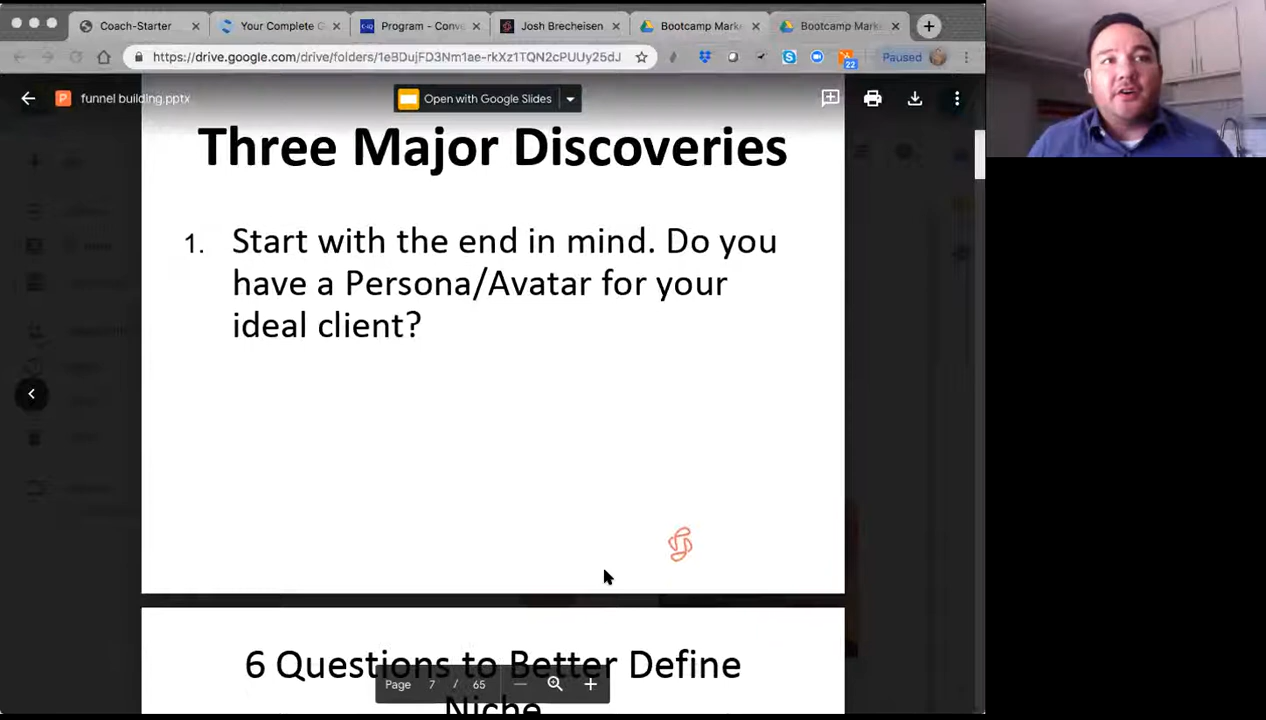 Coach-Starter
Your Complete G
Program - Conv
Josh Brecheisen
Bootcamp Mark
Bootcamp Mark
https://drive.google.com/drive/folders/1eBDujFD3Nm1ae-rkXz1TQN2cPUUy25dJ
22
Paused
P funnel building.pptx
Open with Google Slides
Three Major Discoveries
1. Start with the end in mind. Do you
have a Persona/Avatar for your
ideal client?
6 Questions to Better Define
Niche
Page 7 / 65